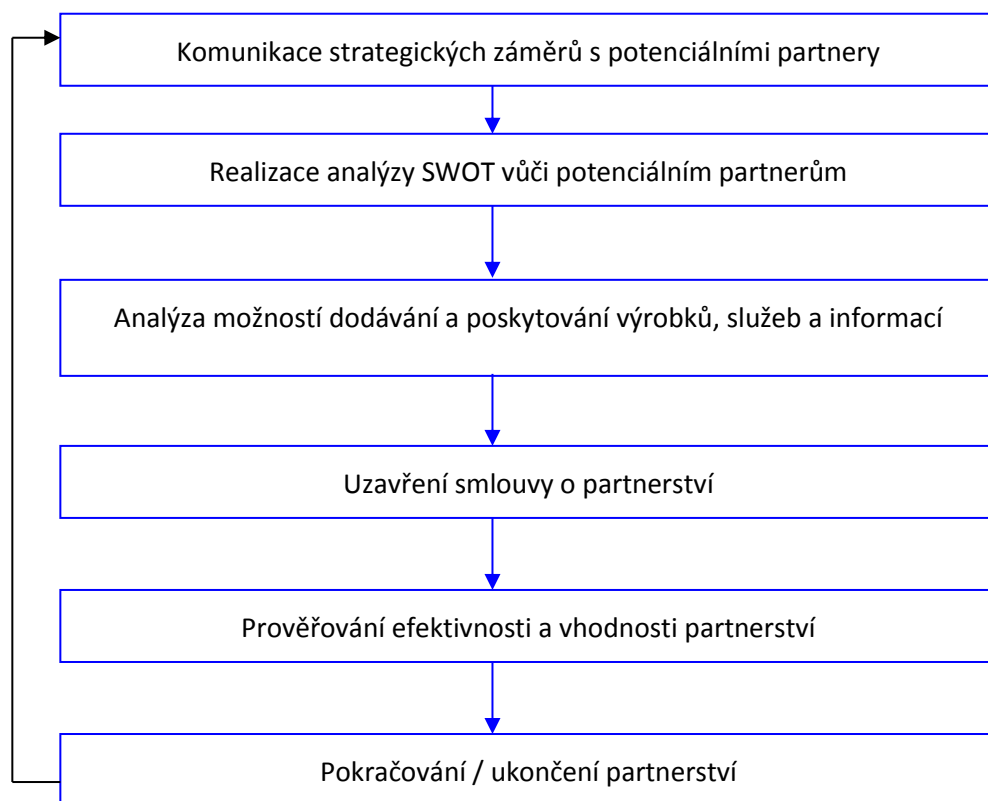 Komunikace strategických záměrů s potenciálními partnery
Realizace analýzy SWOT vůči potenciálním partnerům
Analýza možností dodávání a poskytování výrobků, služeb a informací
Uzavření smlouvy o partnerství
Prověřování efektivnosti a vhodnosti partnerství
Pokračování / ukončení partnerství